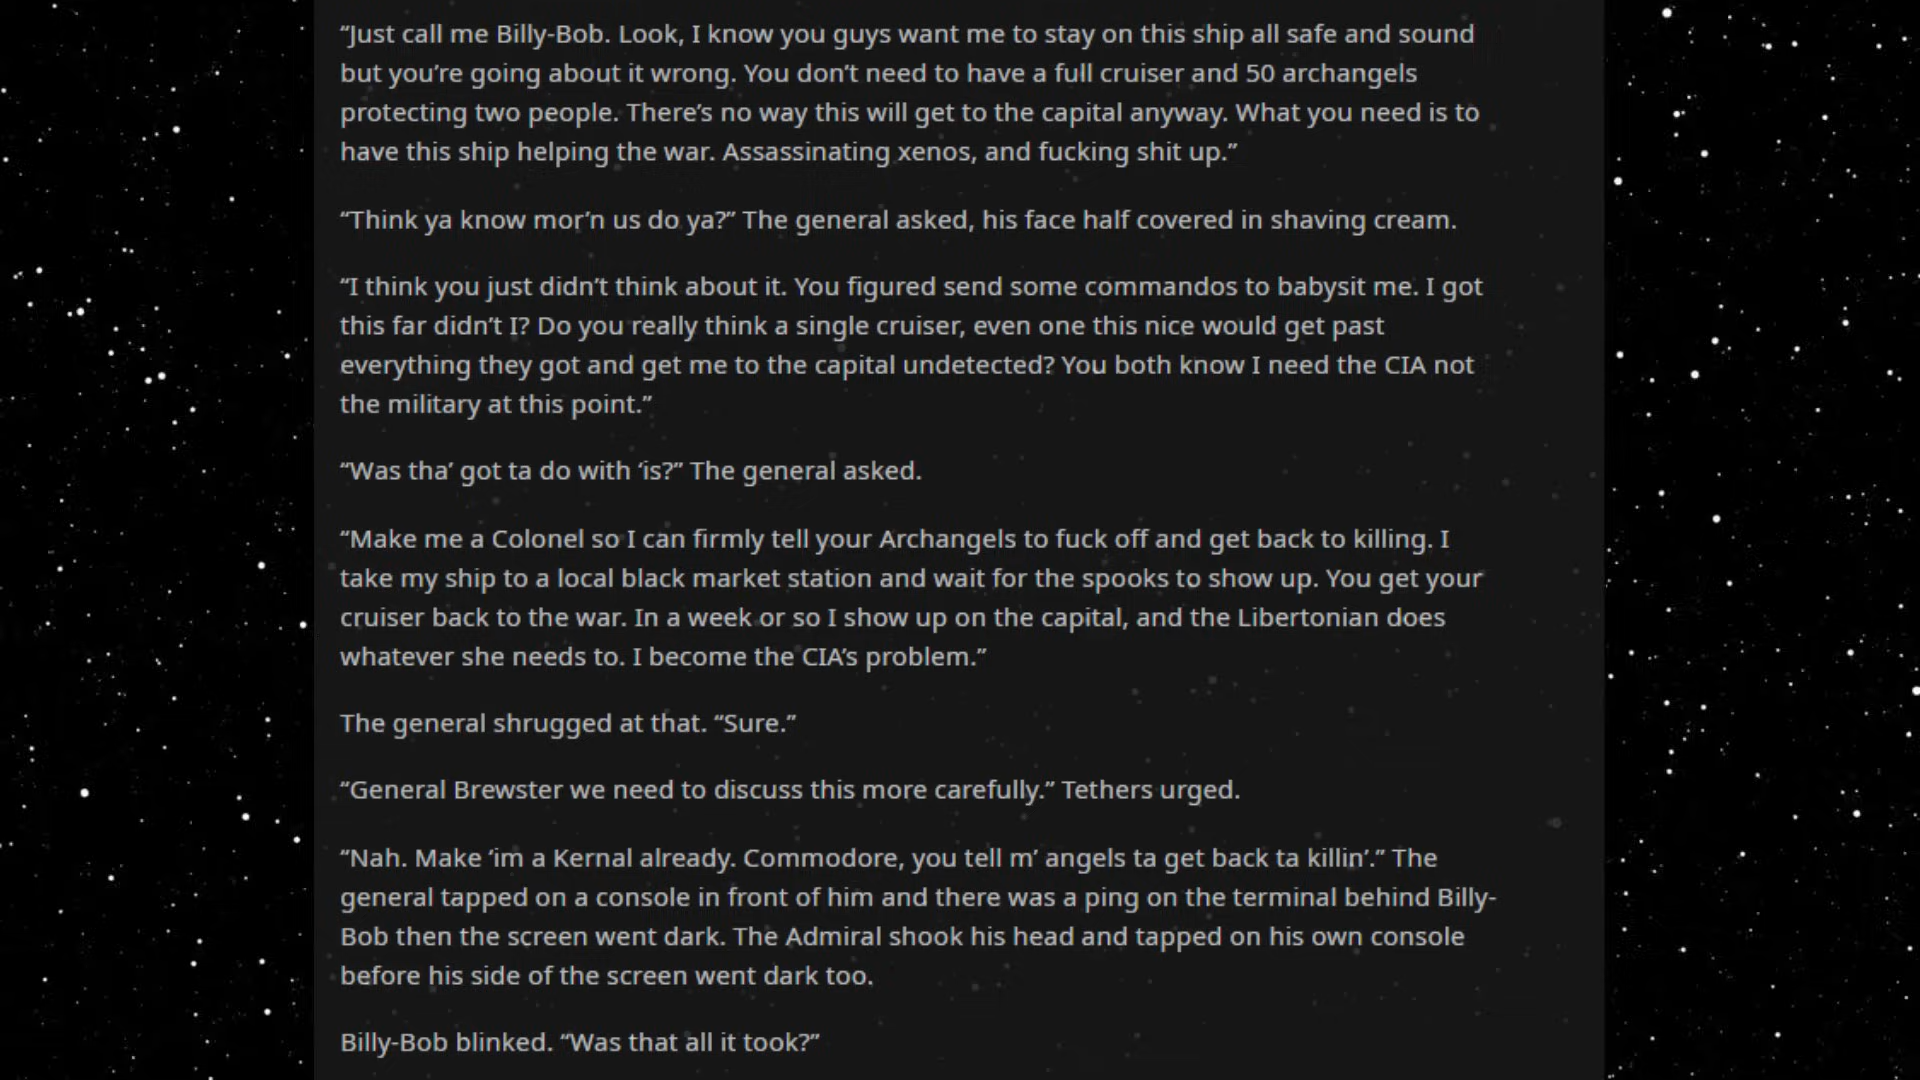 “Just call me Billy-Bob. Look, I know you guys want me to stay on this ship all safe and sound
but you’re going about it wrong. You don’t need to have a full cruiser and 50 archangels
protecting two people. There’s no way this will get to the capital anyway. What you need is to
have this ship helping the war. Assassinating xenos, and fucking shit up.”
“Think ya know mor’n us do ya?” The general asked, his face half covered in shaving cream.
“I think you just didn’t think about it. You figured send some commandos to babysit me. I got
this far didn’t I? Do you really think a single cruiser, even one this nice would get past
everything they got and get me to the capital undetected? You both know I need the CIA not
the military at this point.”
“Was tha’ got ta do with ‘is?” The general asked.
“Make me a Colonel so I can firmly tell your Archangels to fuck off and get back to killing. I
take my ship to a local black market station and wait for the spooks to show up. You get your
cruiser back to the war. In a week or so I show up on the capital, and the Libertonian does
whatever she needs to. I become the CIA’s problem.”
The general shrugged at that. “Sure.”
“General Brewster we need to discuss this more carefully.” Tethers urged.
“Nah. Make ‘im a Kernal already. Commodore, you tell m’ angels ta get back ta killin’.” The
general tapped on a console in front of him and there was a ping on the terminal behind Billy-
Bob then the screen went dark. The Admiral shook his head and tapped on his own console
before his side of the screen went dark too.
Billy-Bob blinked. “Was that all it took?”